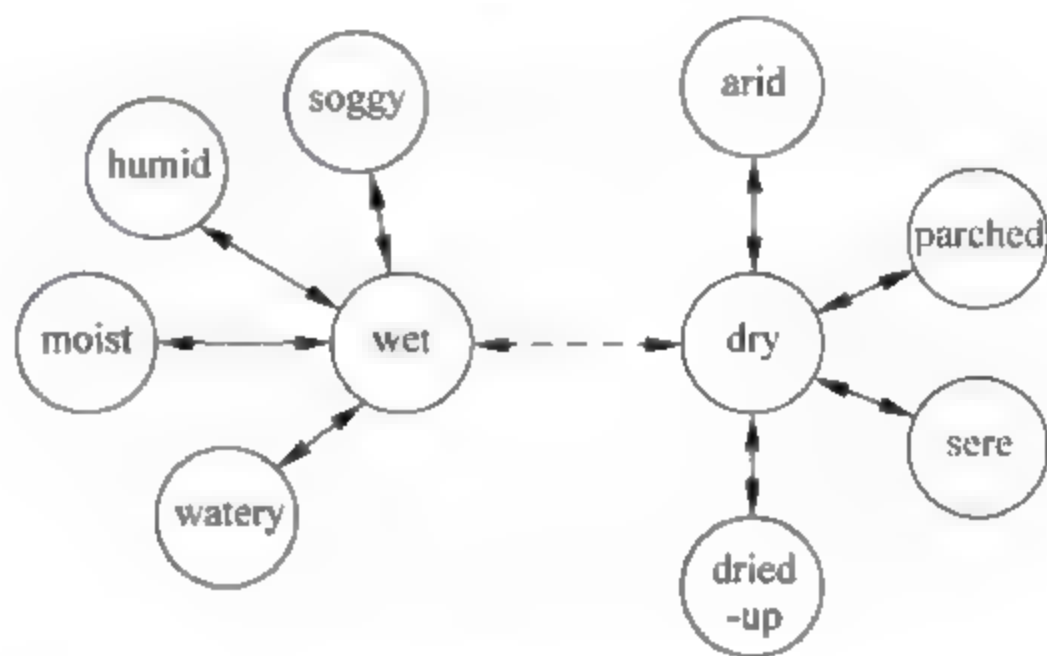 soggy
arid
humid
parched
moist
wet
dry
sere
watery
dried
-up